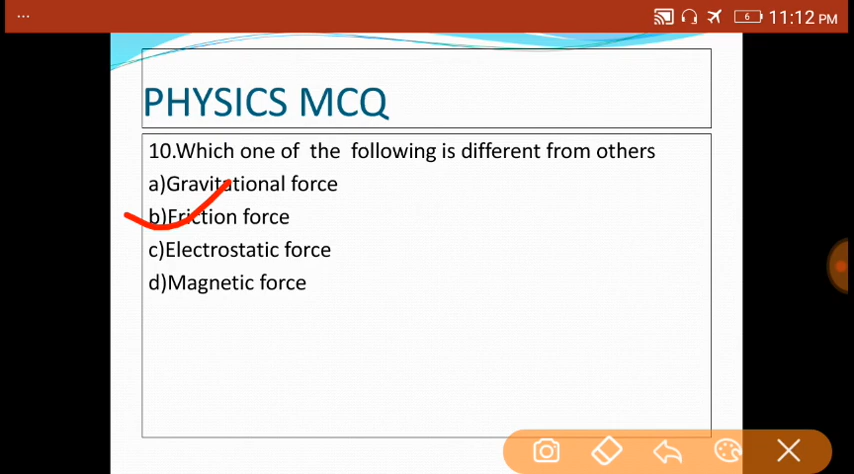 ...
6
11:12 PM
PHYSICS MCQ
10.Which one of the following is different from others
a)Gravitational force
b)Friction force
c)Electrostatic force
d)Magnetic force